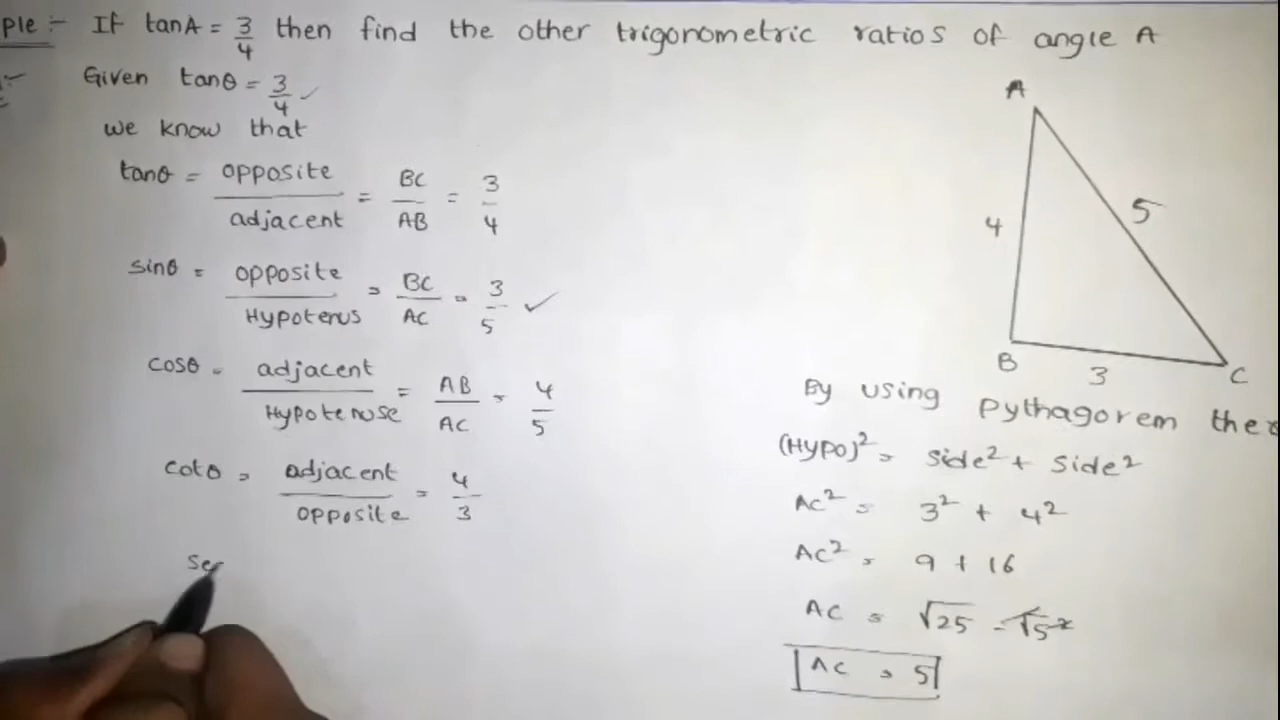 ple :- If tanA = 3/4 then find the other trigonometric ratios of angle A
Given tanθ = 3/4 ✓
we know that
tanθ = opposite/adjacent = BC/AB = 3/4
sinθ = opposite/Hypotenus = BC/AC = 3/5 ✓
cosθ = adjacent/Hypotenuse = AB/AC = 4/5
cotθ = adjacent/opposite = 4/3
Sec
A
4
5
B
3
C
By using pythagorem the
(Hypo)² = side² + side²
AC² = 3² + 4²
AC² = 9 + 16
AC = √25 = √5²
AC = 5